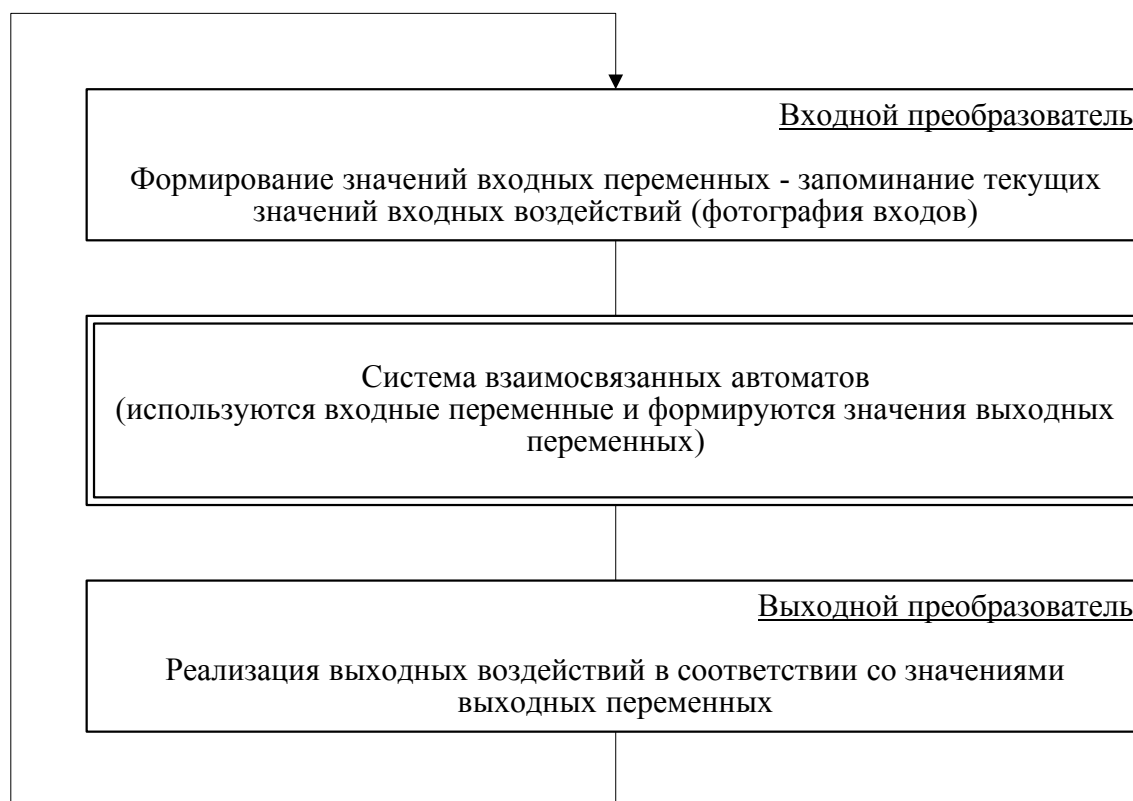 Входной преобразователь
Формирование значений входных переменных - запоминание текущих
значений входных воздействий (фотография входов)
Система взаимосвязанных автоматов
(используются входные переменные и формируются значения выходных
переменных)
Выходной преобразователь
Реализация выходных воздействий в соответствии со значениями
выходных переменных